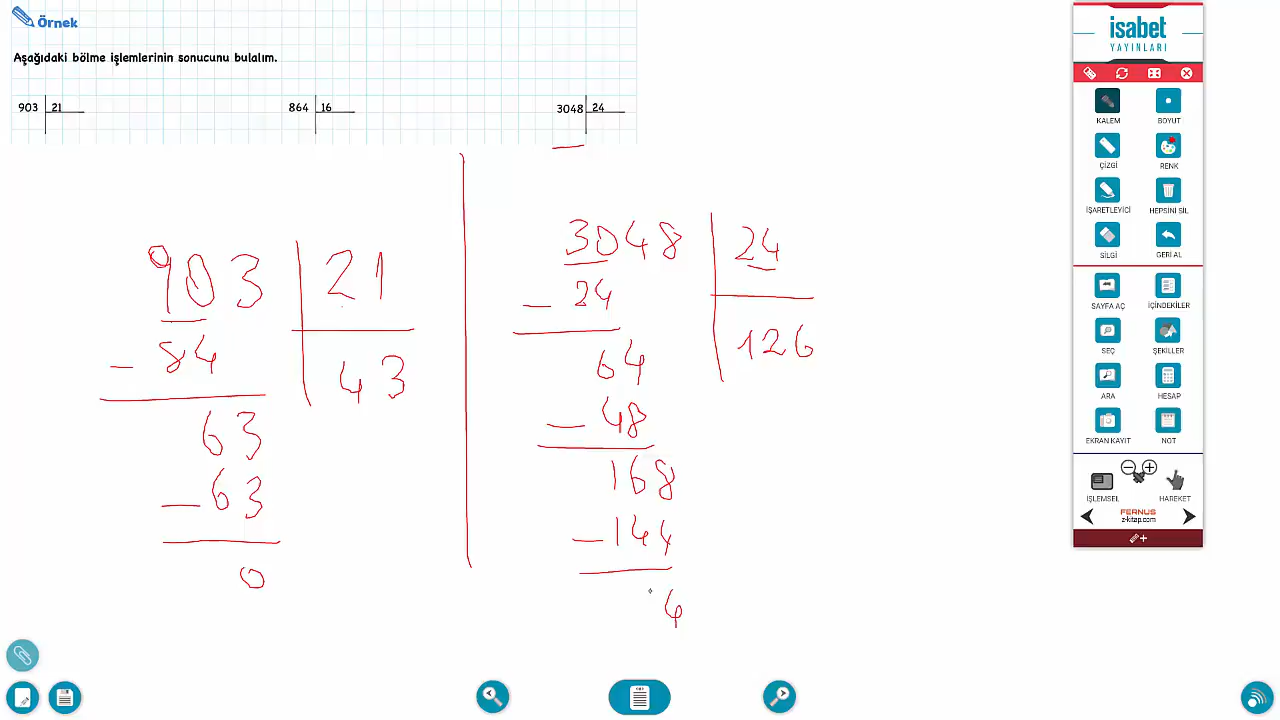 Örnek
Aşağıdaki bölme işlemlerinin sonucunu bulalım.
903 21
864 16
3048 24
903 21
- 84
43
63
- 63
0
3048 24
- 24
126
64
- 48
168
- 144
4
isabet
YAYINLARI
KALEM BOYUT
ÇİZGİ RENK
İŞARETLEYİCİ HEPSİNİ SİL
SİLGİ GERİ AL
SAYFA AÇ İÇİNDEKİLER
SEÇ ŞEKİLLER
ARA HESAP
EKRAN KAYIT NOT
İŞLEMSEL HAREKET
FERNUS
z-kitap.com